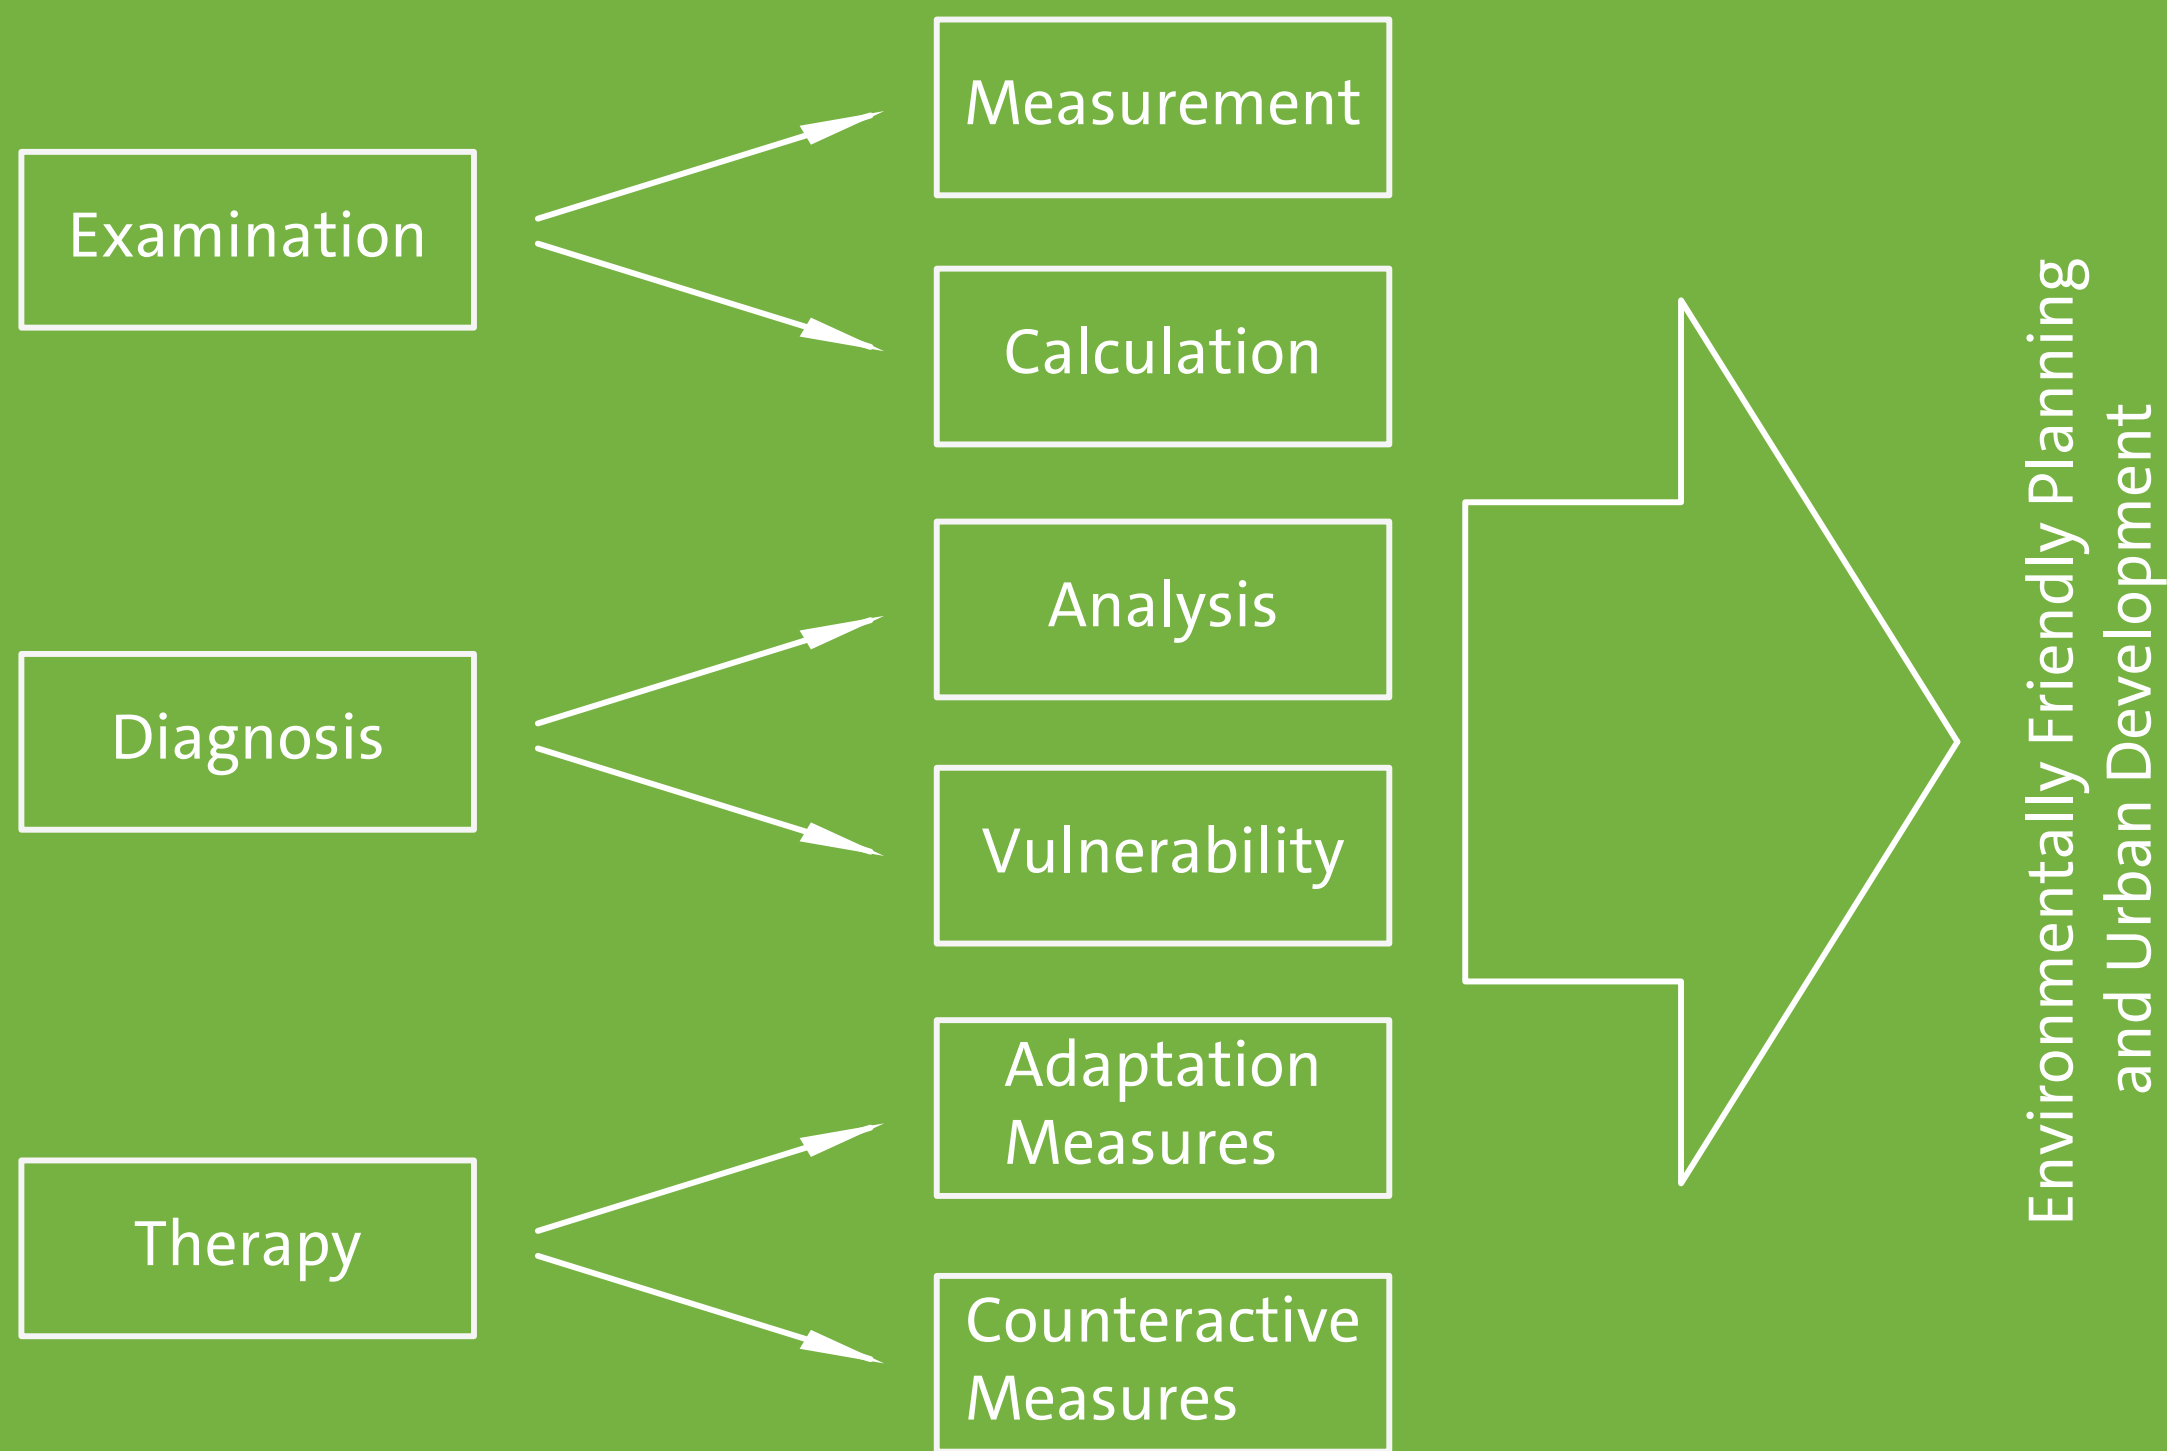 Examination
Measurement
Calculation
Diagnosis
Analysis
Vulnerability
Therapy
Adaptation
Measures
Counteractive
Measures
Environmentally Friendly Planning
and Urban Development